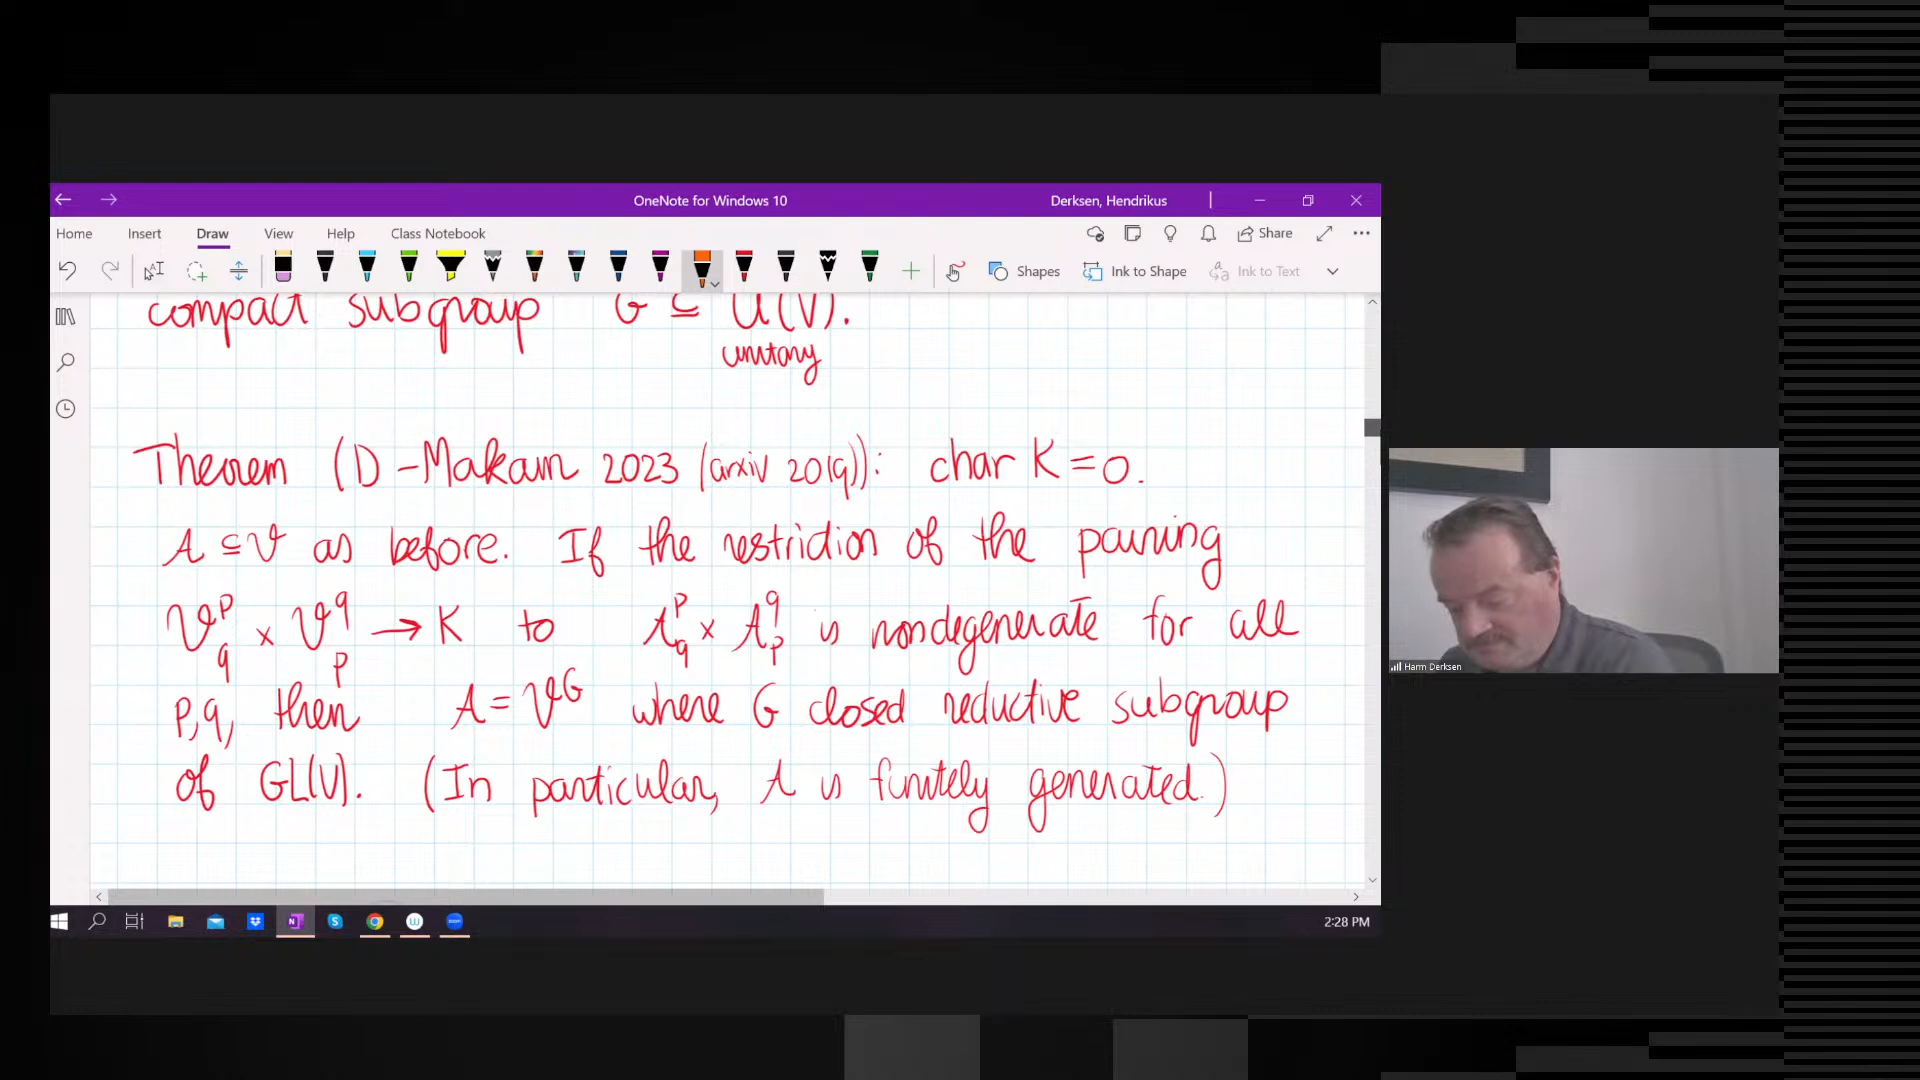 OneNote for Windows 10
Derksen, Hendrikus
Home Insert Draw View Help Class Notebook
Share
Shapes Ink to Shape Ink to Text
compact subgroup G ⊆ U(V).
unitary
Theorem (D-Makam 2023 (arxiv 2019)): char K = 0.
𝒜 ⊆ 𝒱 as before. If the restriction of the pairing
𝒱^p_q × 𝒱^q_p → K to 𝒜^p_q × 𝒜^q_p is nondegenerate for all
p,q, then 𝒜 = 𝒱^G where G closed reductive subgroup
of GL(V). (In particular, 𝒜 is finitely generated.)
Harm Derksen
2:28 PM